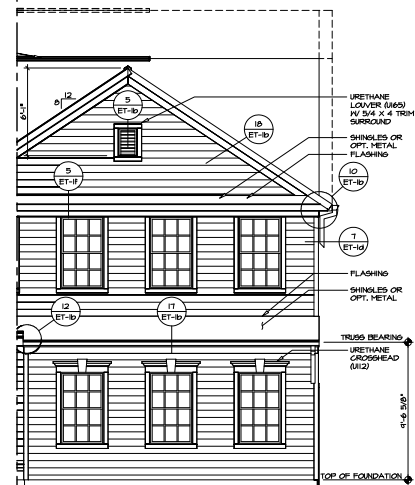 12
8
6'-1"
5
ET-1b
URETHANE
LOUVER (U165)
W/ 5/4 X 4 TRIM
SURROUND
18
ET-1b
SHINGLES OR
OPT. METAL
FLASHING
5
ET-1f
10
ET-1b
7
ET-1d
FLASHING
SHINGLES OR
OPT. METAL
12
ET-1b
17
ET-1b
TRUSS BEARING
URETHANE
CROSSHEAD
(U112)
9'-6 5/8"
TOP OF FOUNDATION